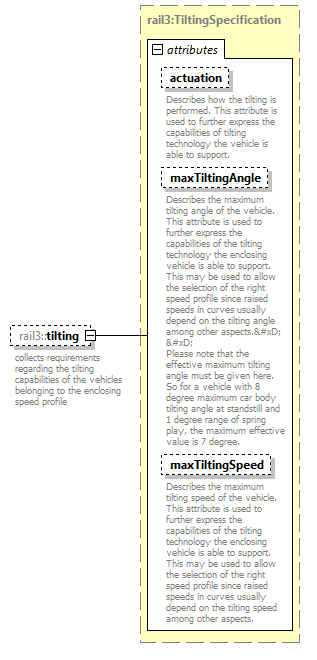 rail3:TiltingSpecification
attributes
actuation
Describes how the tilting is
performed. This attribute is
used to further express the
capabilities of tilting
technology the vehicle is
able to support.
maxTiltingAngle
Describes the maximum
tilting angle of the vehicle.
This attribute is used to
further express the
capabilities of the tilting
technology the enclosing
vehicle is able to support.
This may be used to allow
the selection of the right
speed profile since raised
speeds in curves usually
depend on the tilting angle
among other aspects.&#xD;
&#xD;
Please note that the
effective maximum tilting
angle must be given here.
So for a vehicle with 8
degree maximum car body
tilting angle at standstill and
1 degree range of spring
play, the maximum effective
value is 7 degree.
rail3::tilting
collects requirements
regarding the tilting
capabilities of the vehicles
belonging to the enclosing
speed profile
maxTiltingSpeed
Describes the maximum
tilting speed of the vehicle.
This attribute is used to
further express the
capabilities of the tilting
technology the enclosing
vehicle is able to support.
This may be used to allow
the selection of the right
speed profile since raised
speeds in curves usually
depend on the tilting speed
among other aspects.